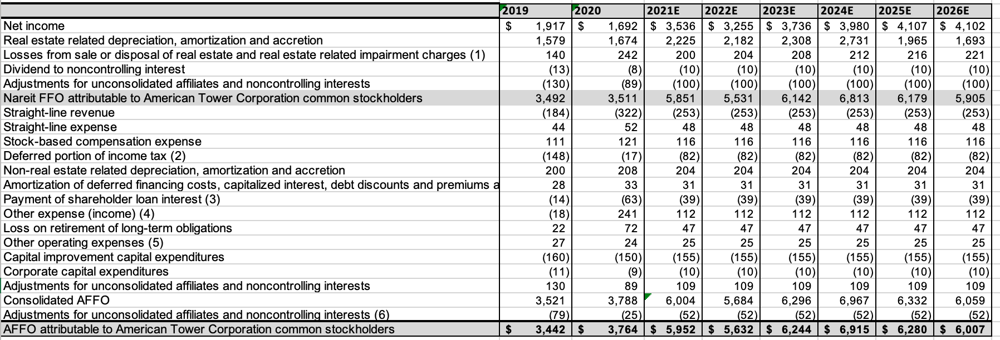 2019 2020 2021E 2022E 2023E 2024E 2025E 2026E
Net income $ 1,917 $ 1,692 $ 3,536 $ 3,255 $ 3,736 $ 3,980 $ 4,107 $ 4,102
Real estate related depreciation, amortization and accretion 1,579 1,674 2,225 2,182 2,308 2,731 1,965 1,693
Losses from sale or disposal of real estate and real estate related impairment charges (1) 140 242 200 204 208 212 216 221
Dividend to noncontrolling interest (13) (8) (10) (10) (10) (10) (10) (10)
Adjustments for unconsolidated affiliates and noncontrolling interests (130) (89) (100) (100) (100) (100) (100) (100)
Nareit FFO attributable to American Tower Corporation common stockholders 3,492 3,511 5,851 5,531 6,142 6,813 6,179 5,905
Straight-line revenue (184) (322) (253) (253) (253) (253) (253) (253)
Straight-line expense 44 52 48 48 48 48 48 48
Stock-based compensation expense 111 121 116 116 116 116 116 116
Deferred portion of income tax (2) (148) (17) (82) (82) (82) (82) (82) (82)
Non-real estate related depreciation, amortization and accretion 200 208 204 204 204 204 204 204
Amortization of deferred financing costs, capitalized interest, debt discounts and premiums a 28 33 31 31 31 31 31 31
Payment of shareholder loan interest (3) (14) (63) (39) (39) (39) (39) (39) (39)
Other expense (income) (4) (18) 241 112 112 112 112 112 112
Loss on retirement of long-term obligations 22 72 47 47 47 47 47 47
Other operating expenses (5) 27 24 25 25 25 25 25 25
Capital improvement capital expenditures (160) (150) (155) (155) (155) (155) (155) (155)
Corporate capital expenditures (11) (9) (10) (10) (10) (10) (10) (10)
Adjustments for unconsolidated affiliates and noncontrolling interests 130 89 109 109 109 109 109 109
Consolidated AFFO 3,521 3,788 6,004 5,684 6,296 6,967 6,332 6,059
Adjustments for unconsolidated affiliates and noncontrolling interests (6) (79) (25) (52) (52) (52) (52) (52) (52)
AFFO attributable to American Tower Corporation common stockholders $ 3,442 $ 3,764 $ 5,952 $ 5,632 $ 6,244 $ 6,915 $ 6,280 $ 6,007